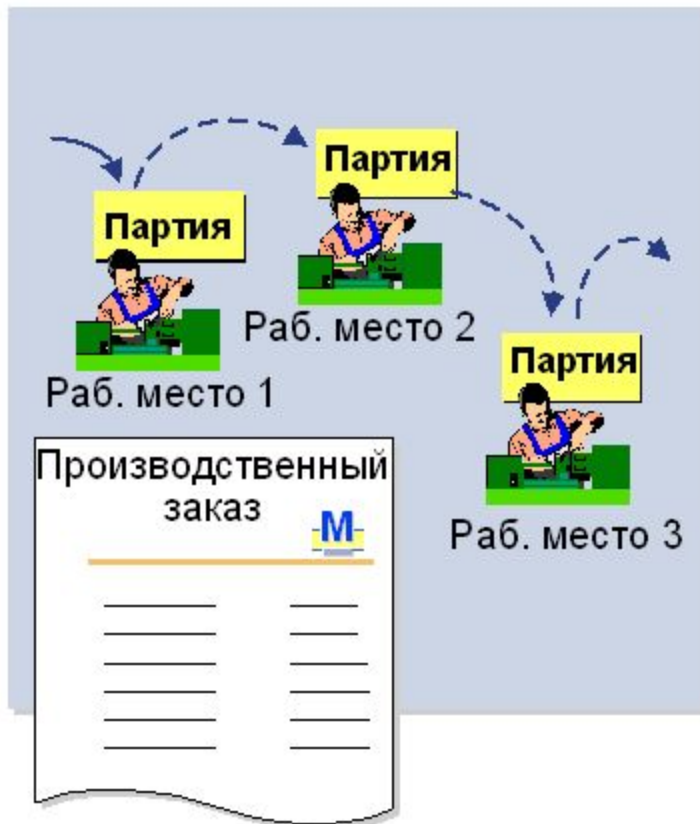 Партия
Партия
Раб. место 2
Партия
Раб. место 1
Производственный
заказ
М
Раб. место 3